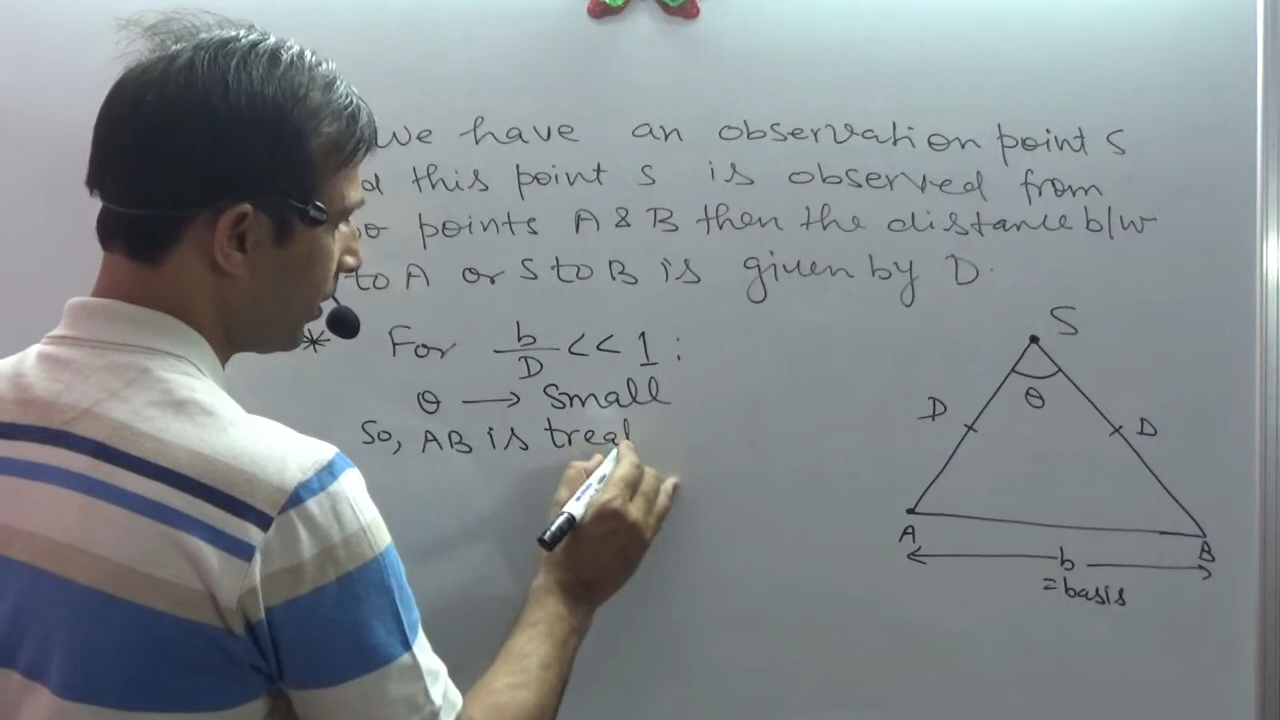 we have an observation point S
this point S is observed from
points A & B then the distance b/w
to A or S to B is given by D.
* For b/D << 1 :
θ → small
So, AB is treat
S
θ
D
D
A
B
b
= basis